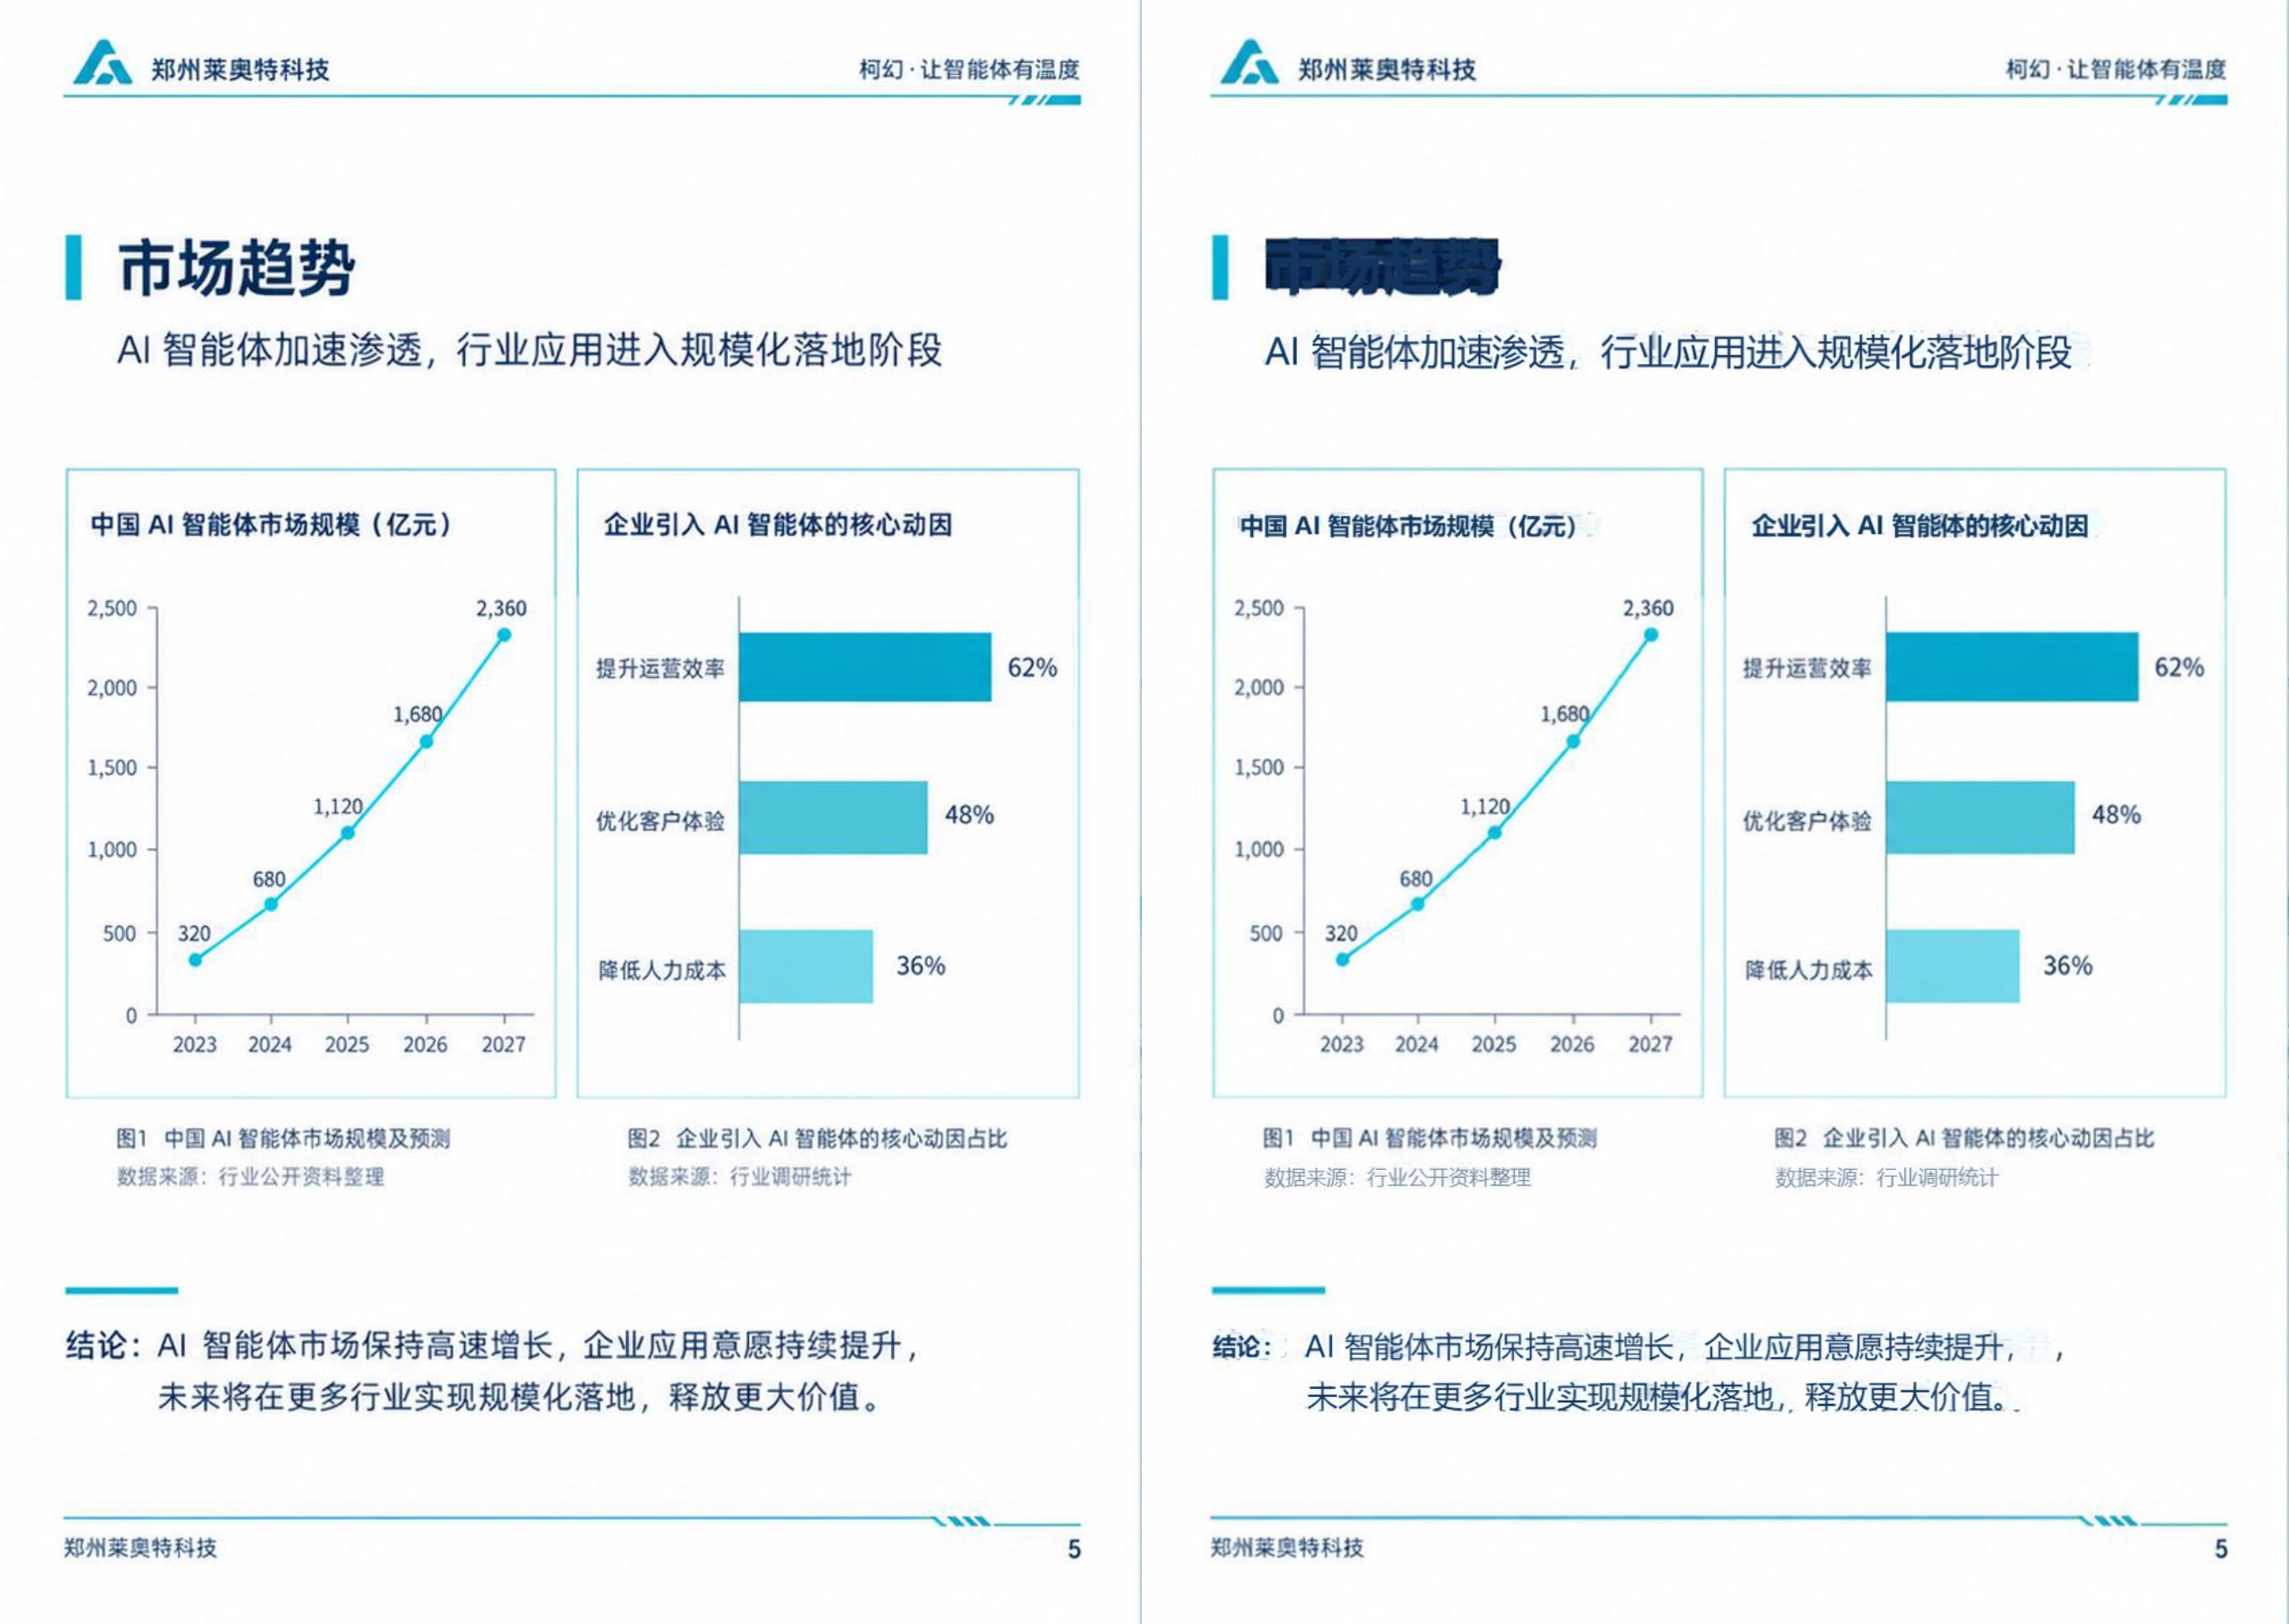 郑州莱奥特科技
柯幻·让智能体有温度
市场趋势
AI 智能体加速渗透，行业应用进入规模化落地阶段
中国 AI 智能体市场规模（亿元）
2,500
2,000
1,500
1,000
500
0
320
680
1,120
1,680
2,360
2023 2024 2025 2026 2027
企业引入 AI 智能体的核心动因
提升运营效率 62%
优化客户体验 48%
降低人力成本 36%
图1 中国 AI 智能体市场规模及预测
数据来源：行业公开资料整理
图2 企业引入 AI 智能体的核心动因占比
数据来源：行业调研统计
结论：AI 智能体市场保持高速增长，企业应用意愿持续提升，
未来将在更多行业实现规模化落地，释放更大价值。
郑州莱奥特科技
5
郑州莱奥特科技
柯幻·让智能体有温度
市场趋势
AI 智能体加速渗透，行业应用进入规模化落地阶段
中国 AI 智能体市场规模（亿元）
2,500
2,000
1,500
1,000
500
0
320
680
1,120
1,680
2,360
2023 2024 2025 2026 2027
企业引入 AI 智能体的核心动因
提升运营效率 62%
优化客户体验 48%
降低人力成本 36%
图1 中国 AI 智能体市场规模及预测
数据来源：行业公开资料整理
图2 企业引入 AI 智能体的核心动因占比
数据来源：行业调研统计
结论： AI 智能体市场保持高速增长，企业应用意愿持续提升， ，
未来将在更多行业实现规模化落地，释放更大价值。
郑州莱奥特科技
5